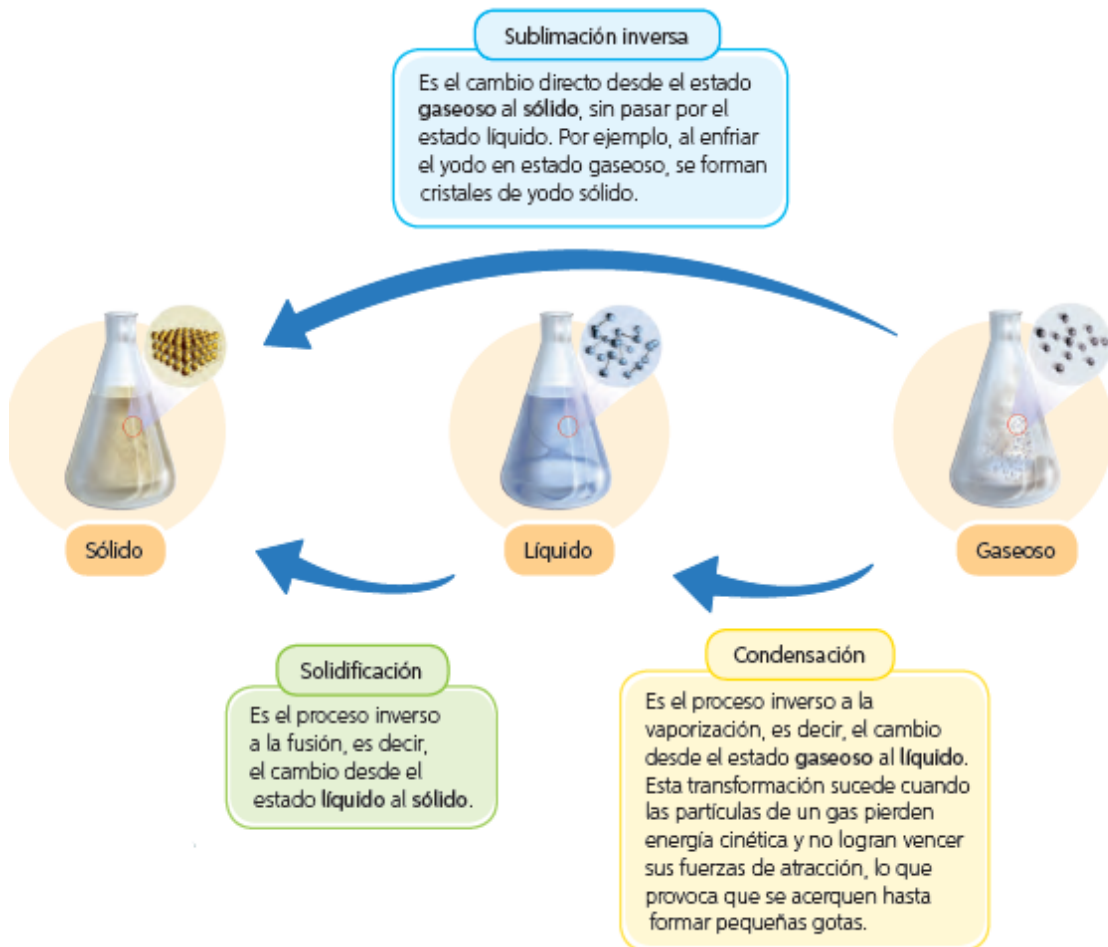 Sublimación inversa
Es el cambio directo desde el estado
gaseoso al sólido, sin pasar por el
estado líquido. Por ejemplo, al enfriar
el yodo en estado gaseoso, se forman
cristales de yodo sólido.
Sólido
Líquido
Gaseoso
Solidificación
Es el proceso inverso
a la fusión, es decir,
el cambio desde el
estado líquido al sólido.
Condensación
Es el proceso inverso a la
vaporización, es decir, el cambio
desde el estado gaseoso al líquido.
Esta transformación sucede cuando
las partículas de un gas pierden
energía cinética y no logran vencer
sus fuerzas de atracción, lo que
provoca que se acerquen hasta
formar pequeñas gotas.